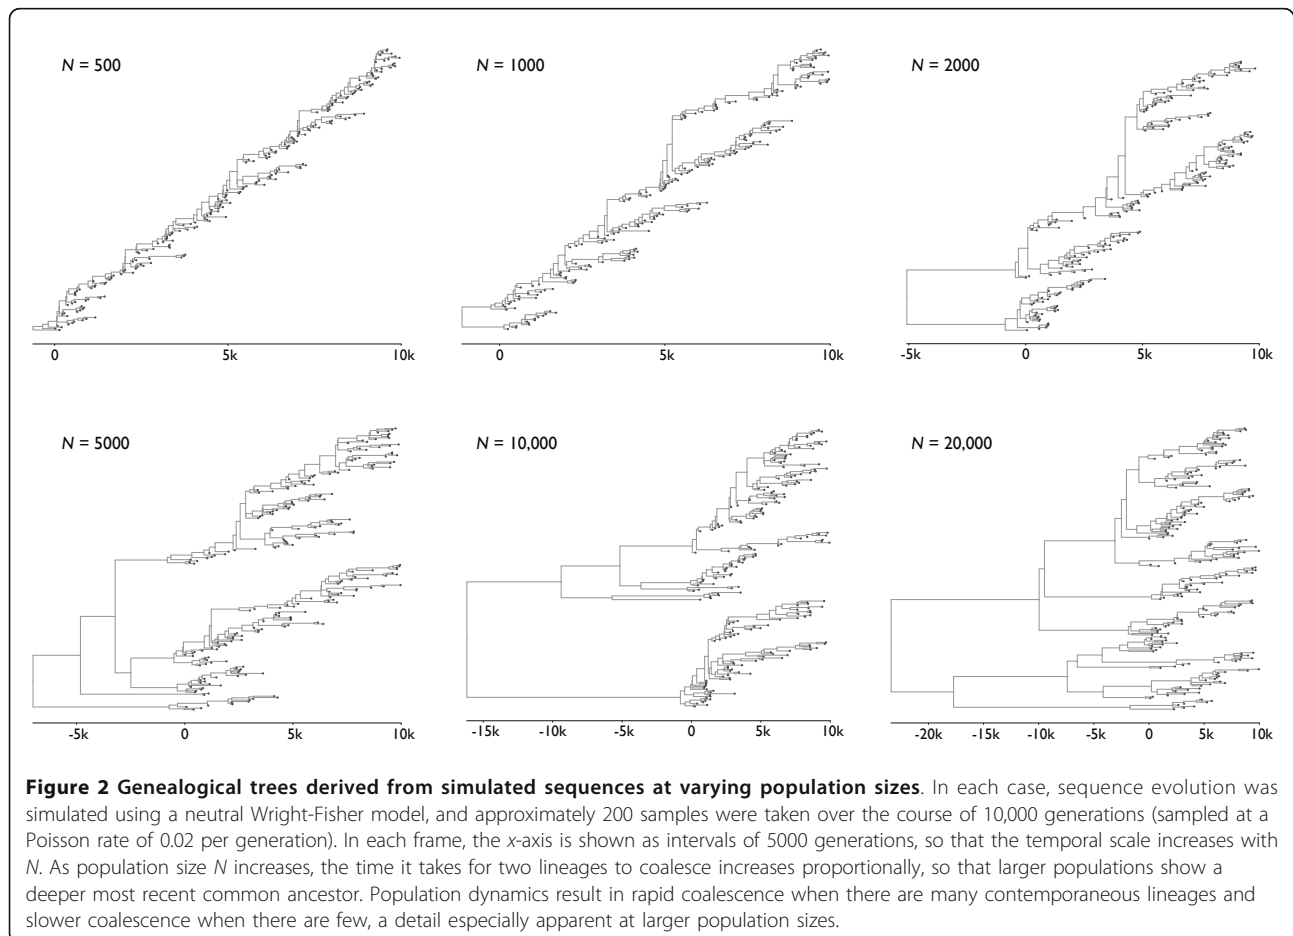 N = 500
N = 1000
N = 2000
0 5k 10k
0 5k 10k
-5k 0 5k 10k
N = 5000
N = 10,000
N = 20,000
-5k 0 5k 10k
-15k -10k -5k 0 5k 10k
-20k -15k -10k -5k 0 5k 10k
Figure 2 Genealogical trees derived from simulated sequences at varying population sizes. In each case, sequence evolution was
simulated using a neutral Wright-Fisher model, and approximately 200 samples were taken over the course of 10,000 generations (sampled at a
Poisson rate of 0.02 per generation). In each frame, the x-axis is shown as intervals of 5000 generations, so that the temporal scale increases with
N. As population size N increases, the time it takes for two lineages to coalesce increases proportionally, so that larger populations show a
deeper most recent common ancestor. Population dynamics result in rapid coalescence when there are many contemporaneous lineages and
slower coalescence when there are few, a detail especially apparent at larger population sizes.